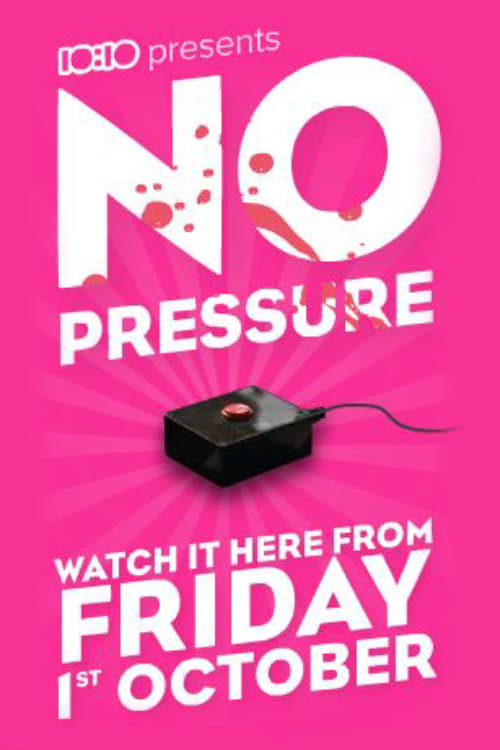 10:10 presents
NO
PRESSURE
WATCH IT HERE FROM
FRIDAY
1ST OCTOBER